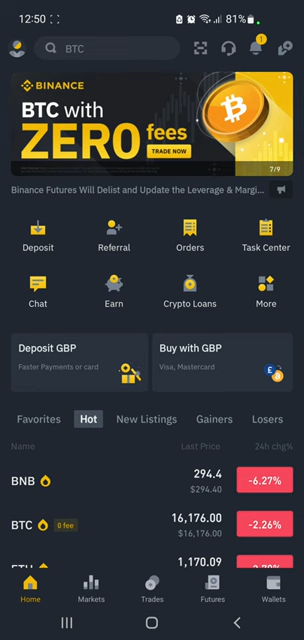 12:50
81%
BTC
1
BINANCE
BTC with
ZERO fees
TRADE NOW
7/9
Binance Futures Will Delist and Update the Leverage & Margi...
Deposit
Referral
Orders
Task Center
Chat
Earn
Crypto Loans
More
Deposit GBP
Faster Payments or card
Buy with GBP
Visa, Mastercard
Favorites Hot New Listings Gainers Losers
Name Last Price 24h chg%
BNB 294.4 -6.27%
$294.40
BTC 0 fee 16,176.00 -2.26%
$16,176.00
ETH 1,170.09
Home Markets Trades Futures Wallets